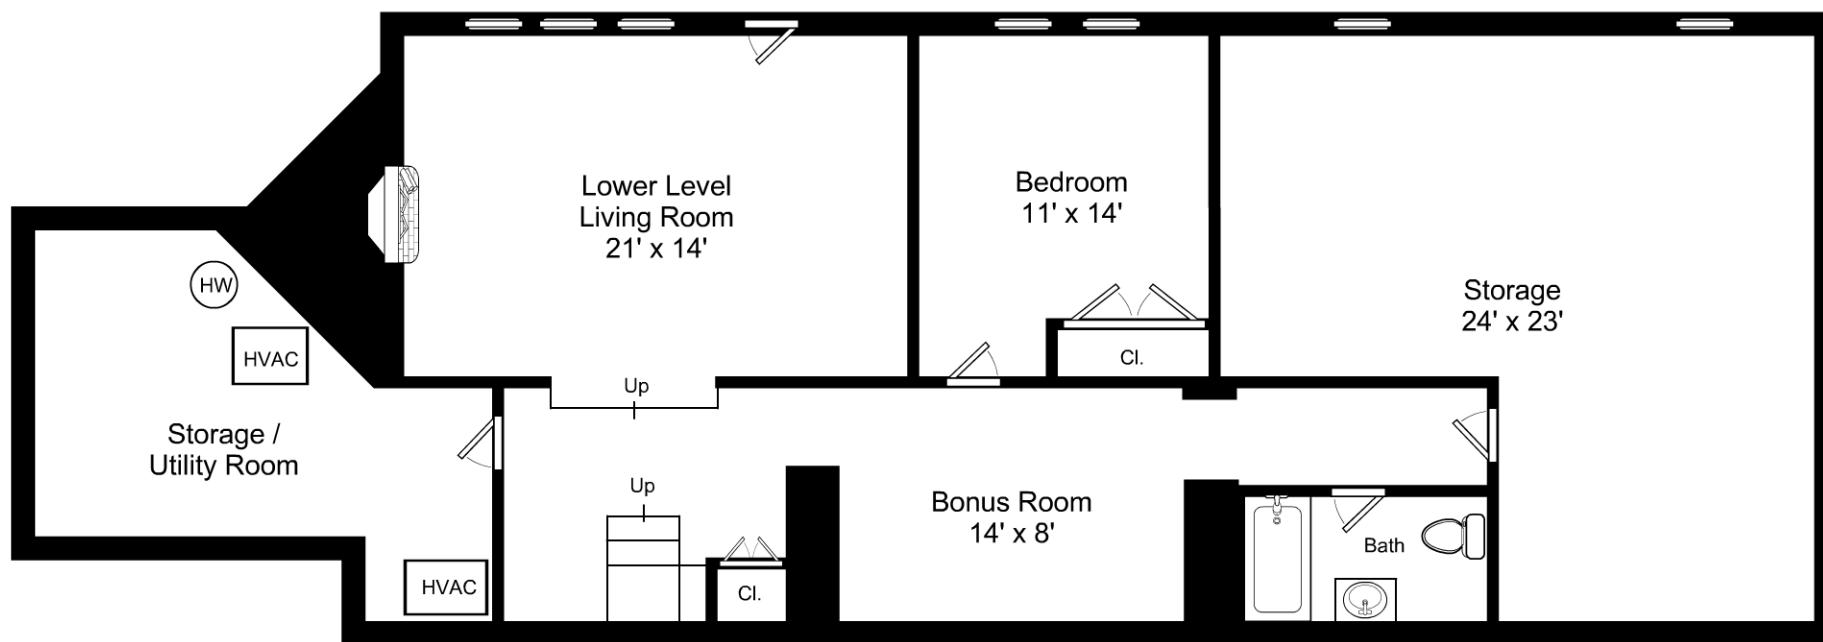 Lower Level
Living Room
21' x 14'
Bedroom
11' x 14'
Storage
24' x 23'
HW
HVAC
Cl.
Up
Storage /
Utility Room
Up
Bonus Room
14' x 8'
Bath
HVAC
Cl.